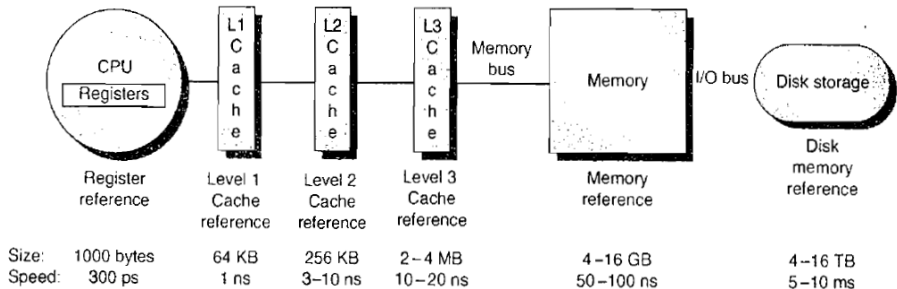 CPU
Registers
L1
Cache
L2
Cache
L3
Cache
Memory
bus
Memory
I/O bus
Disk storage
Register
reference
Level 1
Cache
reference
Level 2
Cache
reference
Level 3
Cache
reference
Memory
reference
Disk
memory
reference
Size: 1000 bytes 64 KB 256 KB 2–4 MB 4–16 GB 4–16 TB
Speed: 300 ps 1 ns 3–10 ns 10–20 ns 50–100 ns 5–10 ms